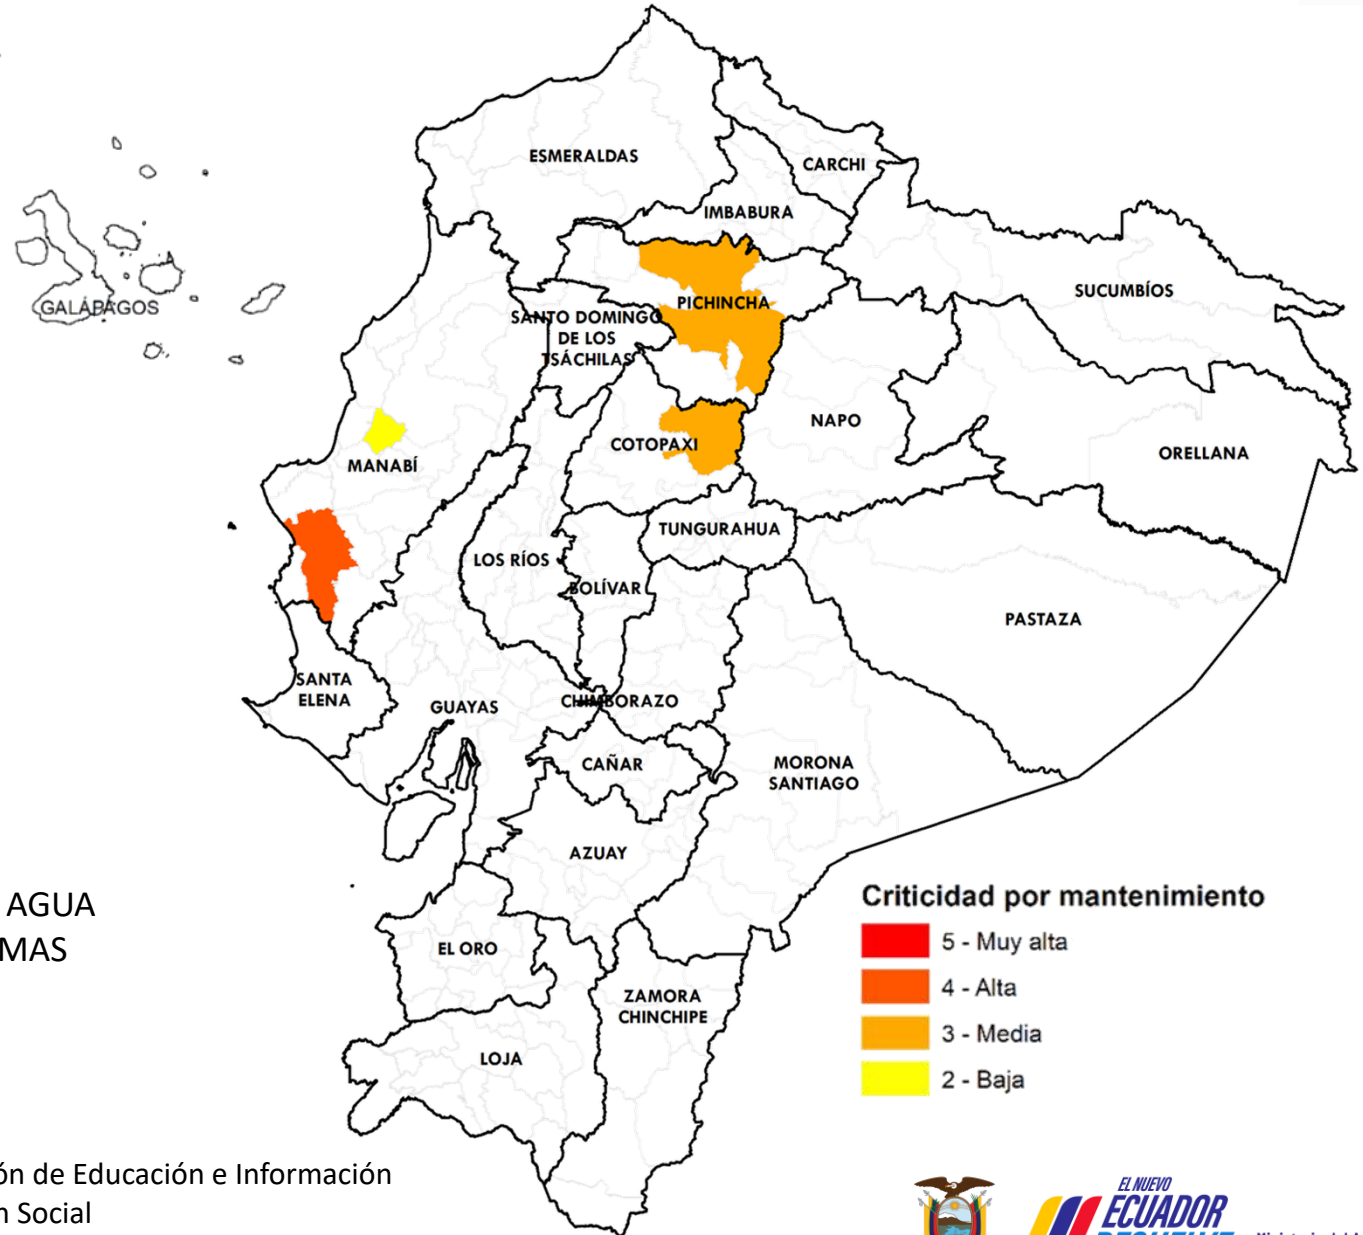 ESMERALDAS
CARCHI
IMBABURA
GALÁPAGOS
SUCUMBÍOS
PICHINCHA
SANTO DOMINGO
DE LOS
TSÁCHILAS
NAPO
COTOPAXI
ORELLANA
MANABÍ
TUNGURAHUA
LOS RÍOS
BOLÍVAR
PASTAZA
SANTA
ELENA
GUAYAS
CHIMBORAZO
CAÑAR
MORONA
SANTIAGO
AZUAY
EL ORO
ZAMORA
CHINCHIPE
LOJA
Criticidad por mantenimiento
5 - Muy alta
4 - Alta
3 - Media
2 - Baja
AGUA
MAS
ón de Educación e Información
n Social
EL NUEVO
ECUADOR